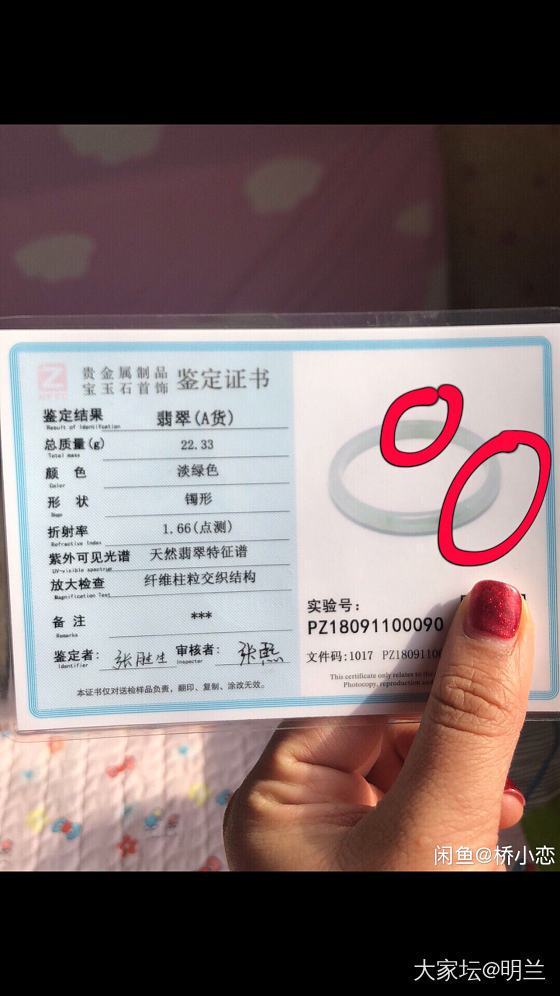 贵金属制品
宝玉石首饰
鉴定证书
鉴定结果 翡翠(A货)
Result of Identification
总质量(g) 22.33
Total mass
颜 色 淡绿色
Color
形 状 镯形
折射率 1.66(点测)
Refractive Index
紫外可见光谱 天然翡翠特征谱
UV-visible spectrum
放大检查 纤维柱粒交织结构
Magnification Test
备 注 ***
Remarks
鉴定者: 张胜生 审核者: 张熙
Identifier Inspector
本证书仅对送检样品负责,翻印、复制、涂改无效。
实验号:
PZ18091100090
文件码:1017 PZ1809110
This certificate only relates to the
Photocopy, reproduction and
闲鱼@桥小恋
大家坛@明兰